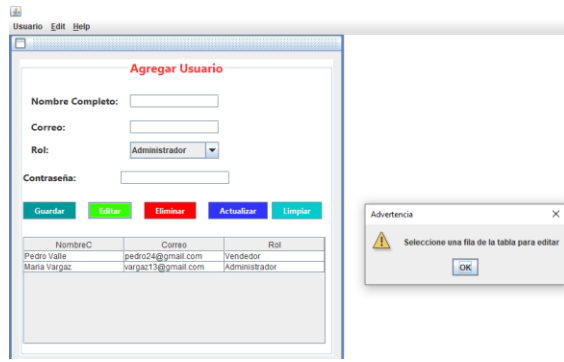 Usuario Edit Help
Agregar Usuario
Nombre Completo:
Correo:
Rol: Administrador
Contraseña:
Guardar Editar Eliminar Actualizar Limpiar
NombreC Correo Rol
Pedro Valle pedro24@gmail.com Vendedor
Maria Vargaz vargaz13@gmail.com Administrador
Advertencia
Seleccione una fila de la tabla para editar
OK